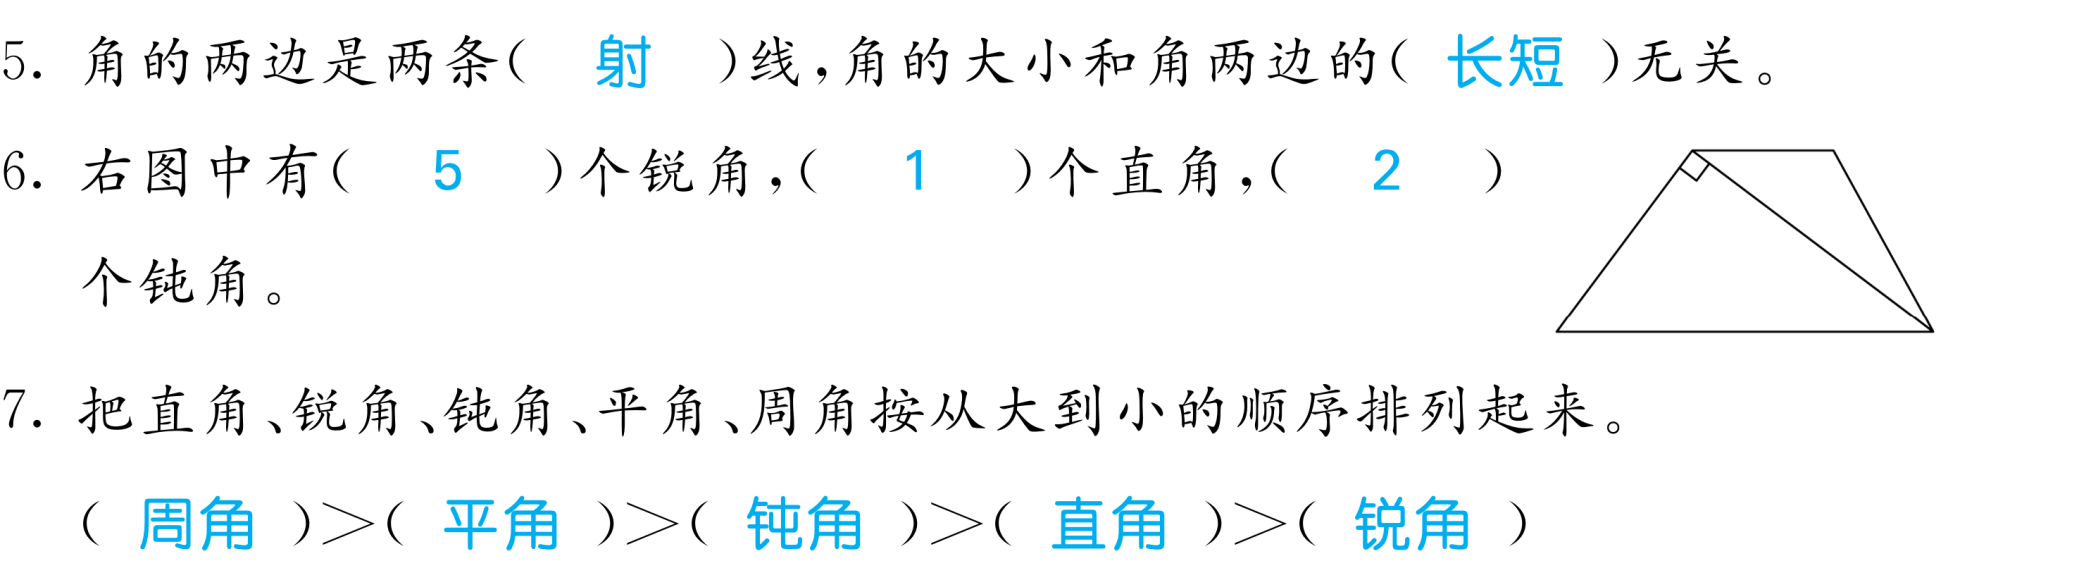 5. 角的两边是两条( 射 )线,角的大小和角两边的( 长短 )无关。
6. 右图中有( 5 )个锐角,( 1 )个直角,( 2 )
个钝角。
7. 把直角、锐角、钝角、平角、周角按从大到小的顺序排列起来。
( 周角 )>( 平角 )>( 钝角 )>( 直角 )>( 锐角 )